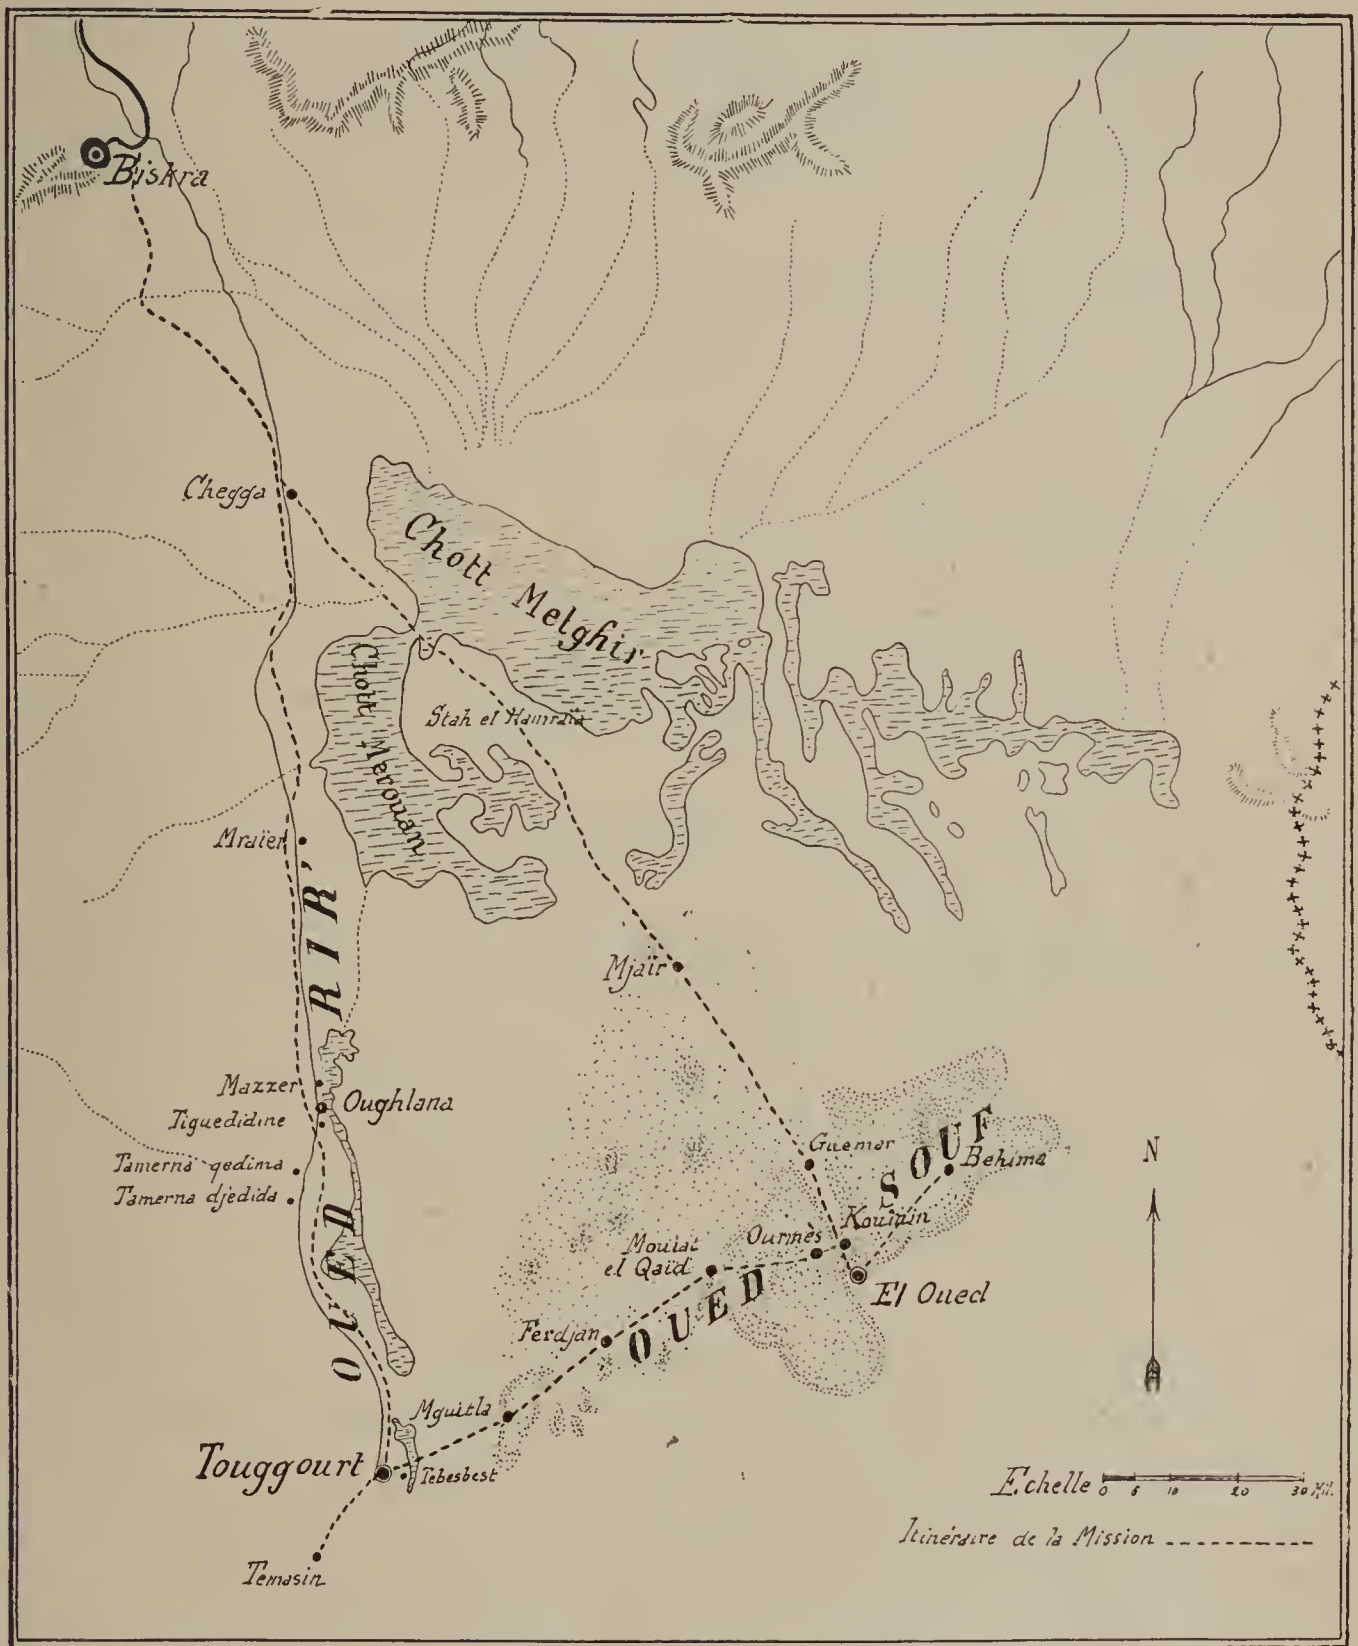 Biskra
Chegga
Chott Melghir
Chott Merouan
Stah el Hamraïa
Mraïer
OUED RIR'
Mjaïr
Mazzer
Oughlana
Tiguedidine
Tamerna qedima
Tamerna djedida
Guemar
OUED SOUF
Behima
Kouinin
Ourmès
Mouiat
el Qaïd
El Oued
Ferdjan
Mguitla
Touggourt
Tebesbest
Temasin
N
Echelle 0 5 10 20 30 Kil.
Itinéraire de la Mission